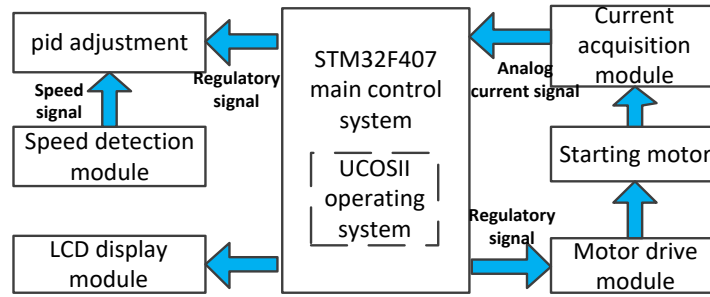 pid adjustment
Regulatory
signal
Speed
signal
Speed detection
module
LCD display
module
STM32F407
main control
system
UCOSII
operating
system
Current
acquisition
module
Analog
current signal
Starting motor
Regulatory
signal
Motor drive
module